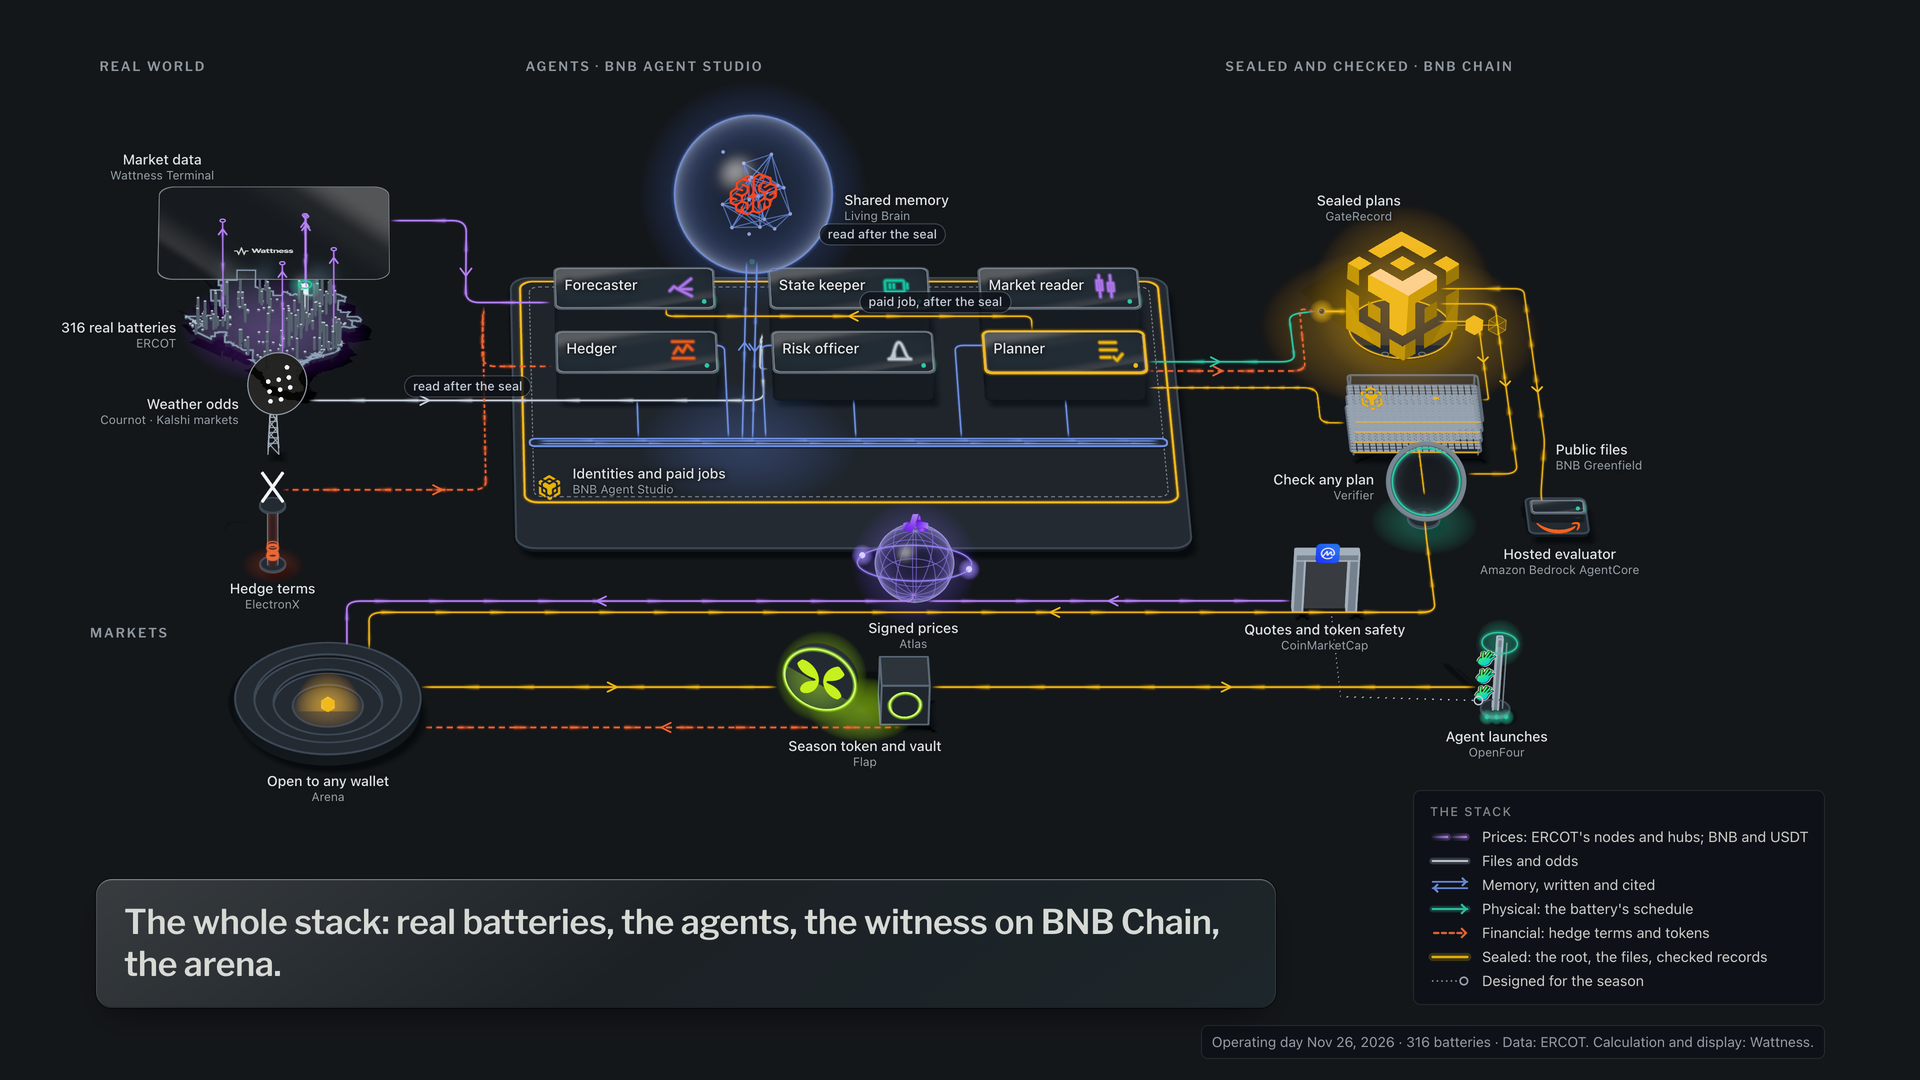 REAL WORLD
AGENTS · BNB AGENT STUDIO
SEALED AND CHECKED · BNB CHAIN
Market data
Wattness Terminal
Wattness
316 real batteries
ERCOT
Weather odds
Cournot · Kalshi markets
read after the seal
Hedge terms
ElectronX
Shared memory
Living Brain
read after the seal
Forecaster
State keeper
Market reader
paid job, after the seal
Hedger
Risk officer
Planner
Identities and paid jobs
BNB Agent Studio
Sealed plans
GateRecord
Check any plan
Verifier
Public files
BNB Greenfield
Hosted evaluator
Amazon Bedrock AgentCore
MARKETS
Signed prices
Atlas
Quotes and token safety
CoinMarketCap
Open to any wallet
Arena
Season token and vault
Flap
Agent launches
OpenFour
THE STACK
Prices: ERCOT's nodes and hubs; BNB and USDT
Files and odds
Memory, written and cited
Physical: the battery's schedule
Financial: hedge terms and tokens
Sealed: the root, the files, checked records
Designed for the season
The whole stack: real batteries, the agents, the witness on BNB Chain,
the arena.
Operating day Nov 26, 2026 · 316 batteries · Data: ERCOT. Calculation and display: Wattness.